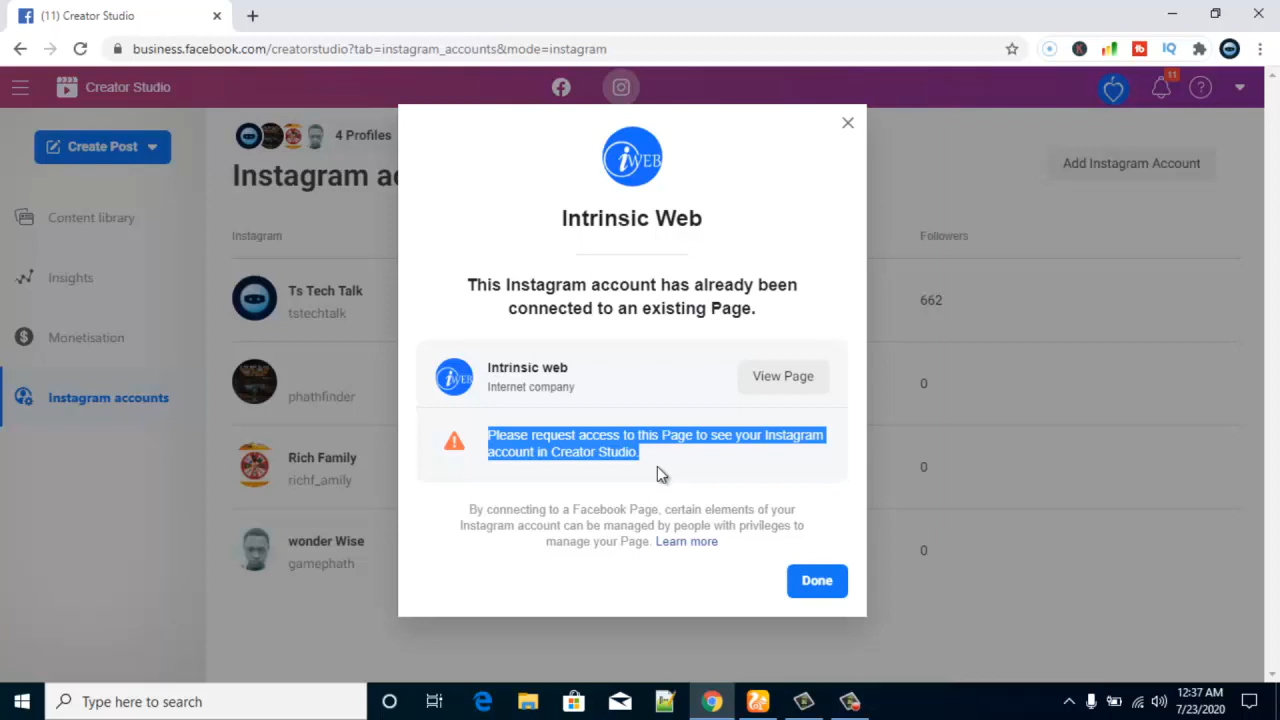 (11) Creator Studio
business.facebook.com/creatorstudio?tab=instagram_accounts&mode=instagram
IQ
Creator Studio
11
Create Post
4 Profiles
Instagram ac
Add Instagram Account
Content library
Insights
Monetisation
Instagram accounts
Instagram
Followers
Ts Tech Talk
tstechtalk
662
phathfinder
0
Rich Family
richf_amily
0
wonder Wise
gamephath
0
iWEB
Intrinsic Web
This Instagram account has already been
connected to an existing Page.
iWEB
Intrinsic web
Internet company
View Page
Please request access to this Page to see your Instagram
account in Creator Studio.
By connecting to a Facebook Page, certain elements of your
Instagram account can be managed by people with privileges to
manage your Page. Learn more
Done
Type here to search
12:37 AM
7/23/2020